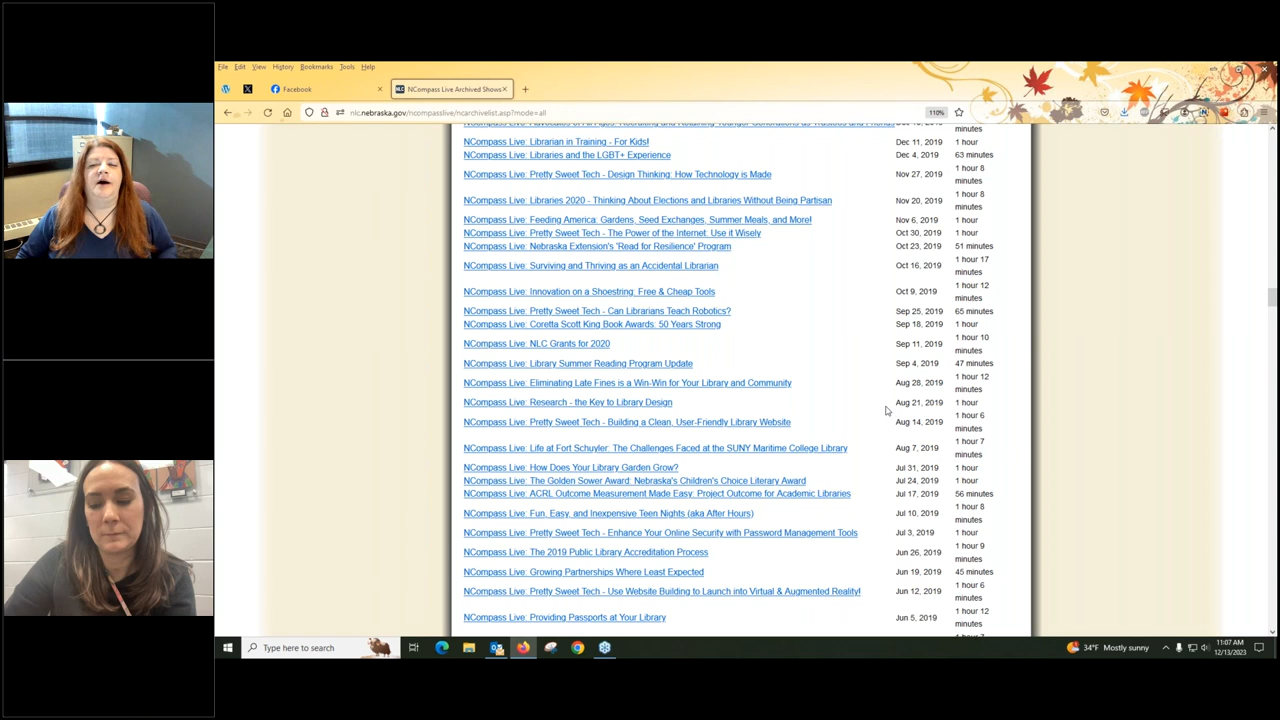 File Edit View History Bookmarks Tools Help
Facebook × NCompass Live Archived Shows × +
nlc.nebraska.gov/ncompasslive/ncarchivelist.asp?mode=all 110%
minutes
NCompass Live: Librarian in Training - For Kids! Dec 11, 2019 1 hour
NCompass Live: Libraries and the LGBT+ Experience Dec 4, 2019 63 minutes
NCompass Live: Pretty Sweet Tech - Design Thinking: How Technology is Made Nov 27, 2019 1 hour 8
minutes
NCompass Live: Libraries 2020 - Thinking About Elections and Libraries Without Being Partisan Nov 20, 2019 1 hour 8
minutes
NCompass Live: Feeding America: Gardens, Seed Exchanges, Summer Meals, and More! Nov 6, 2019 1 hour
NCompass Live: Pretty Sweet Tech - The Power of the Internet: Use it Wisely Oct 30, 2019 1 hour
NCompass Live: Nebraska Extension's 'Read for Resilience' Program Oct 23, 2019 51 minutes
NCompass Live: Surviving and Thriving as an Accidental Librarian Oct 16, 2019 1 hour 17
minutes
NCompass Live: Innovation on a Shoestring: Free & Cheap Tools Oct 9, 2019 1 hour 12
minutes
NCompass Live: Pretty Sweet Tech - Can Librarians Teach Robotics? Sep 25, 2019 65 minutes
NCompass Live: Coretta Scott King Book Awards: 50 Years Strong Sep 18, 2019 1 hour
NCompass Live: NLC Grants for 2020 Sep 11, 2019 1 hour 10
minutes
NCompass Live: Library Summer Reading Program Update Sep 4, 2019 47 minutes
NCompass Live: Eliminating Late Fines is a Win-Win for Your Library and Community Aug 28, 2019 1 hour 12
minutes
NCompass Live: Research - the Key to Library Design Aug 21, 2019 1 hour
NCompass Live: Pretty Sweet Tech - Building a Clean, User-Friendly Library Website Aug 14, 2019 1 hour 6
minutes
NCompass Live: Life at Fort Schuyler: The Challenges Faced at the SUNY Maritime College Library Aug 7, 2019 1 hour 7
minutes
NCompass Live: How Does Your Library Garden Grow? Jul 31, 2019 1 hour
NCompass Live: The Golden Sower Award: Nebraska's Children's Choice Literary Award Jul 24, 2019 1 hour
NCompass Live: ACRL Outcome Measurement Made Easy: Project Outcome for Academic Libraries Jul 17, 2019 56 minutes
NCompass Live: Fun, Easy, and Inexpensive Teen Nights (aka After Hours) Jul 10, 2019 1 hour 8
minutes
NCompass Live: Pretty Sweet Tech - Enhance Your Online Security with Password Management Tools Jul 3, 2019 1 hour
NCompass Live: The 2019 Public Library Accreditation Process Jun 26, 2019 1 hour 9
minutes
NCompass Live: Growing Partnerships Where Least Expected Jun 19, 2019 45 minutes
NCompass Live: Pretty Sweet Tech - Use Website Building to Launch into Virtual & Augmented Reality! Jun 12, 2019 1 hour 6
minutes
NCompass Live: Providing Passports at Your Library Jun 5, 2019 1 hour 12
minutes
Type here to search 34°F Mostly sunny 11:07 AM
12/13/2023